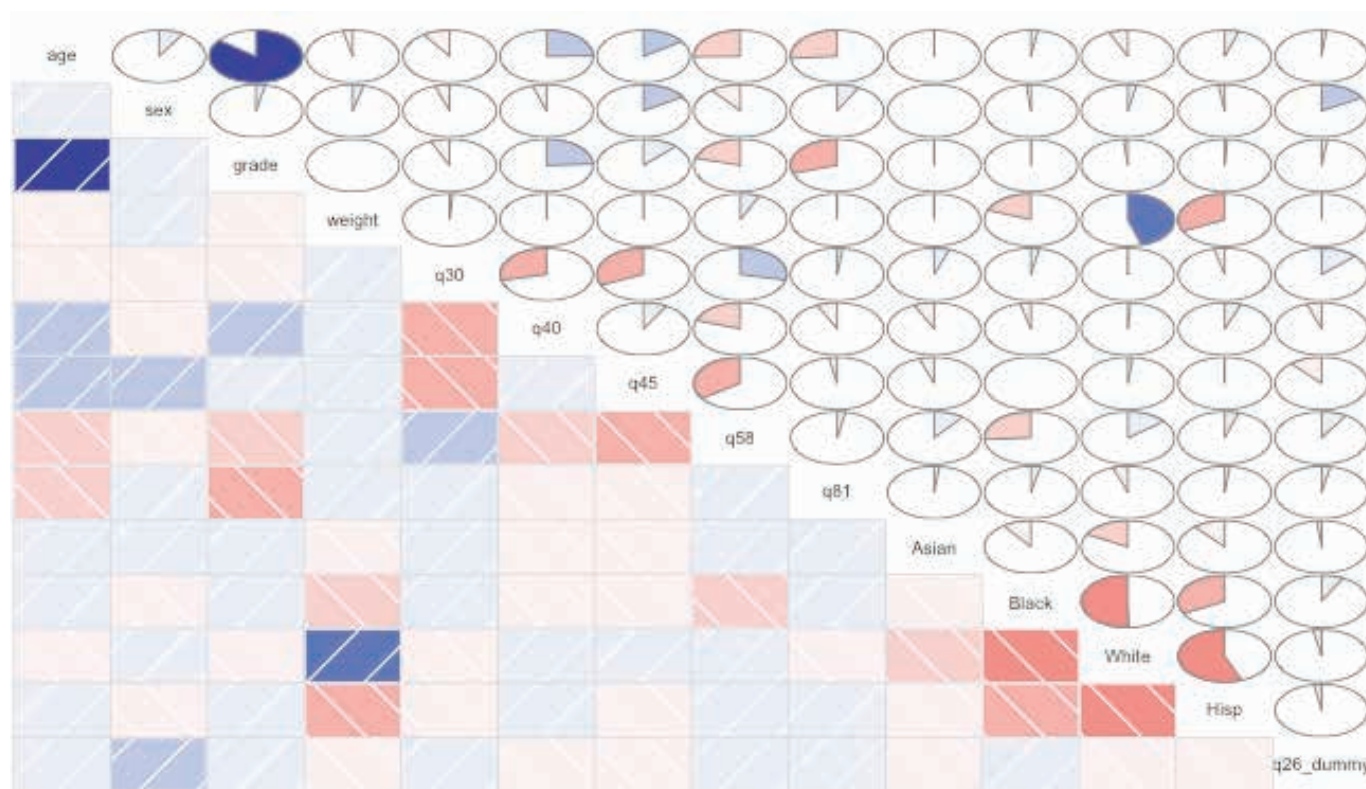 age
sex
grade
weight
q30
q40
q45
q58
q81
Asian
Black
White
Hisp
q26_dummy